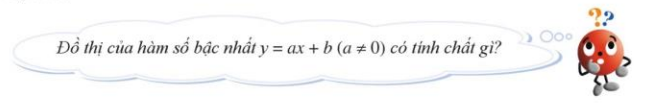 Đồ thị của hàm số bậc nhất y = ax + b (a ≠ 0) có tính chất gì?
??